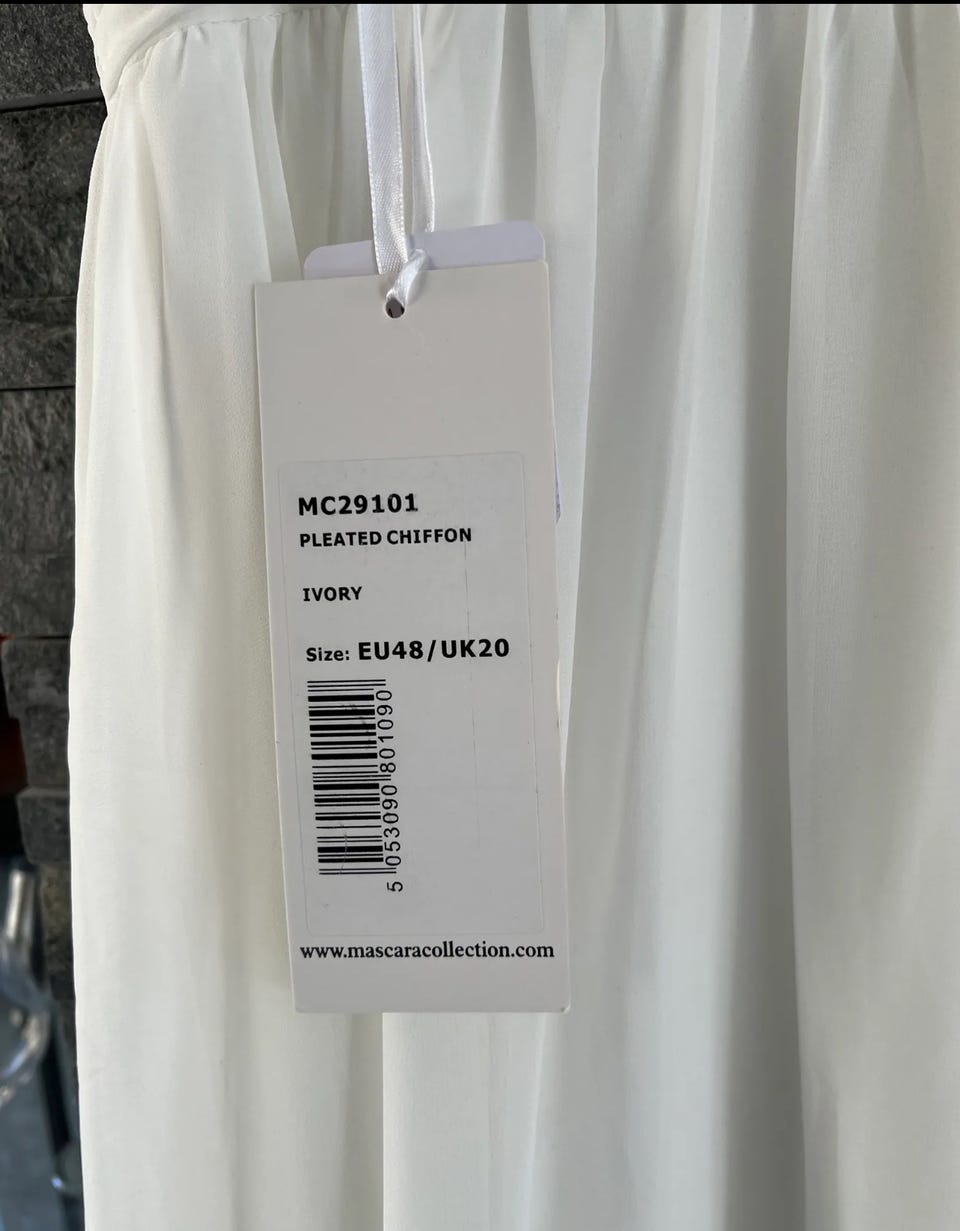 MC29101
PLEATED CHIFFON
IVORY
Size: EU48/UK20
5 053090 801090
www.mascaracollection.com